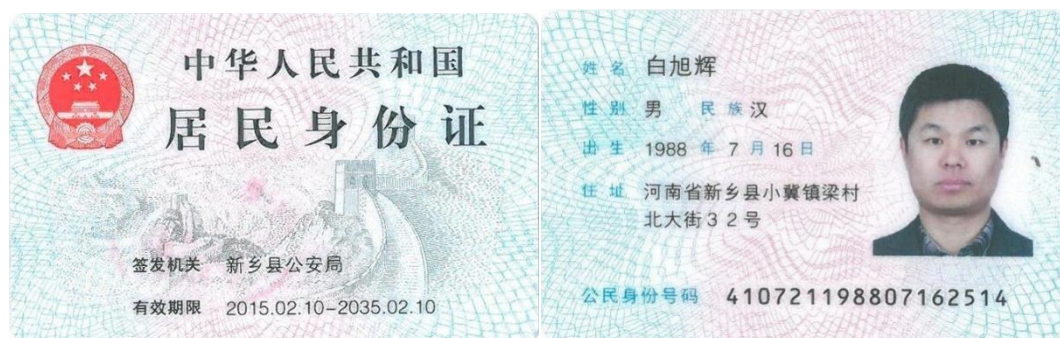 中华人民共和国
居民身份证
签发机关 新乡县公安局
有效期限 2015.02.10-2035.02.10
姓名 白旭辉
性别 男 民族 汉
出生 1988 年 7 月 16 日
住址 河南省新乡县小冀镇梁村
北大街32号
公民身份号码 410721198807162514